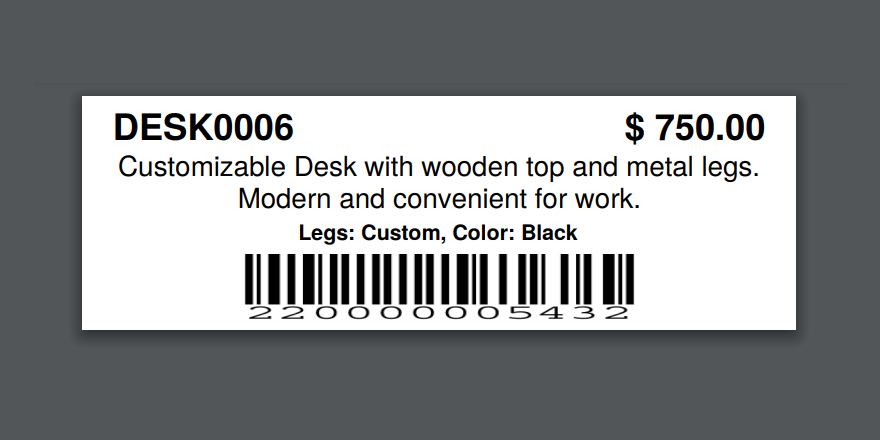 DESK0006
$ 750.00
Customizable Desk with wooden top and metal legs.
Modern and convenient for work.
Legs: Custom, Color: Black
220000005432